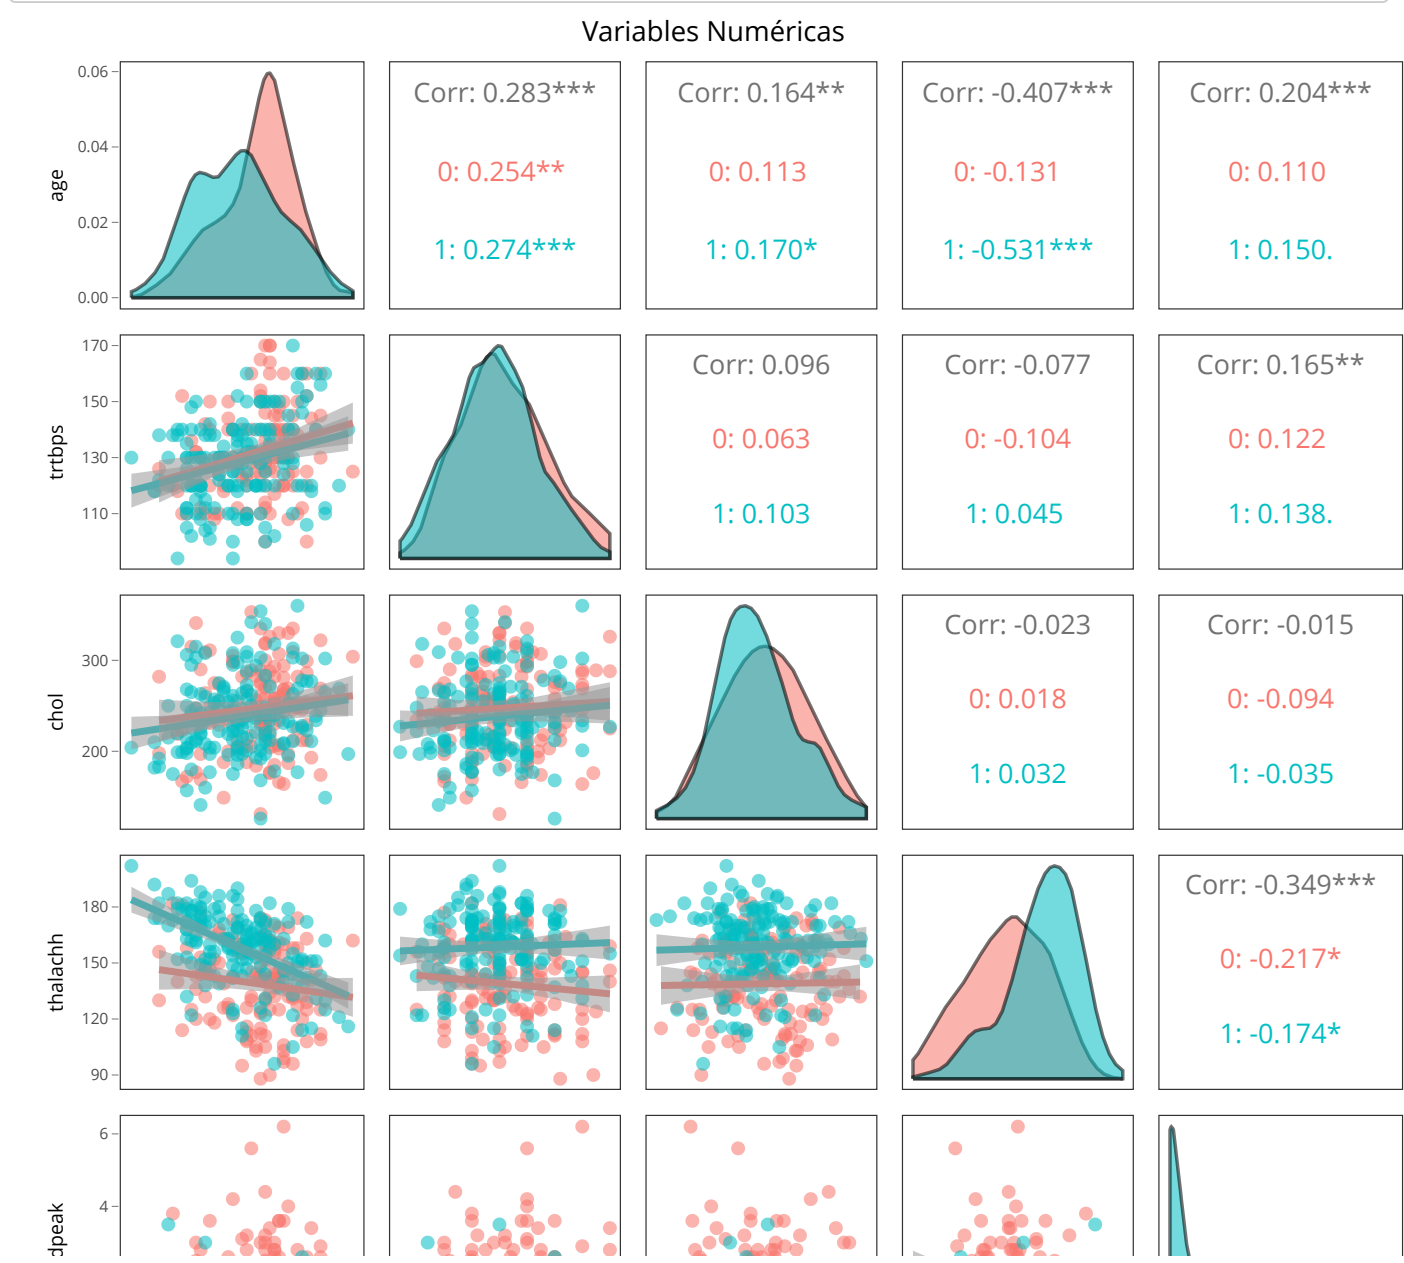 Variables Numéricas
0.06
0.04
0.02
0.00
age
Corr: 0.283***
0: 0.254**
1: 0.274***
Corr: 0.164**
0: 0.113
1: 0.170*
Corr: -0.407***
0: -0.131
1: -0.531***
Corr: 0.204***
0: 0.110
1: 0.150.
170
150
130
110
trtbps
Corr: 0.096
0: 0.063
1: 0.103
Corr: -0.077
0: -0.104
1: 0.045
Corr: 0.165**
0: 0.122
1: 0.138.
300
200
chol
Corr: -0.023
0: 0.018
1: 0.032
Corr: -0.015
0: -0.094
1: -0.035
180
150
120
90
thalachh
Corr: -0.349***
0: -0.217*
1: -0.174*
6
4
dpeak